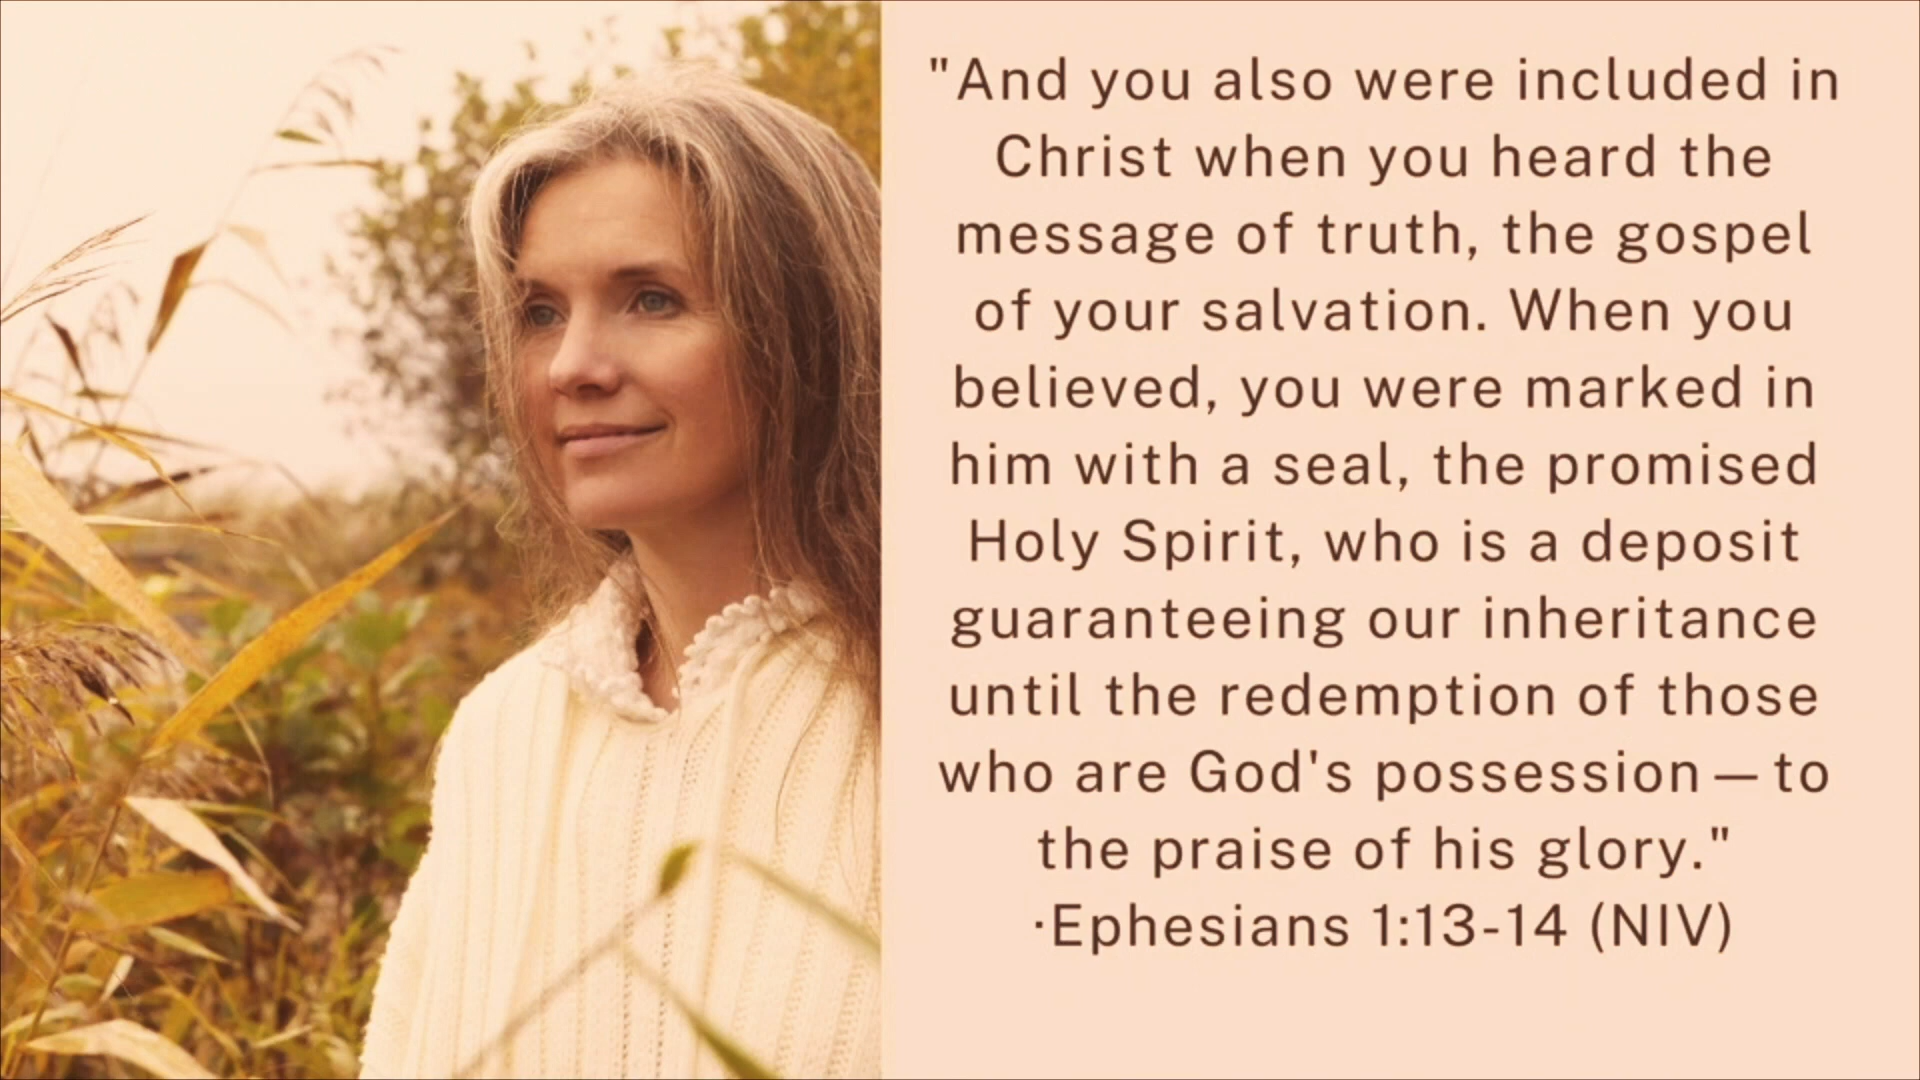 "And you also were included in
Christ when you heard the
message of truth, the gospel
of your salvation. When you
believed, you were marked in
him with a seal, the promised
Holy Spirit, who is a deposit
guaranteeing our inheritance
until the redemption of those
who are God's possession—to
the praise of his glory."
·Ephesians 1:13-14 (NIV)